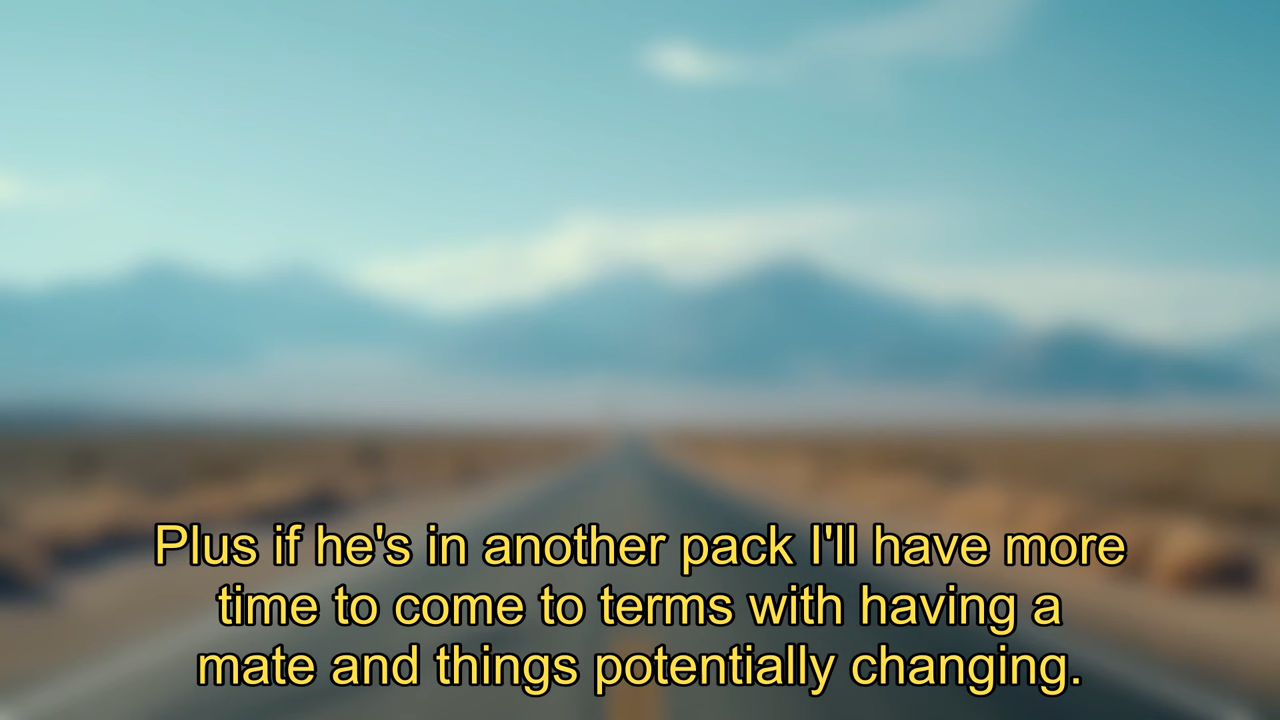 Plus if he's in another pack I'll have more
time to come to terms with having a
mate and things potentially changing.